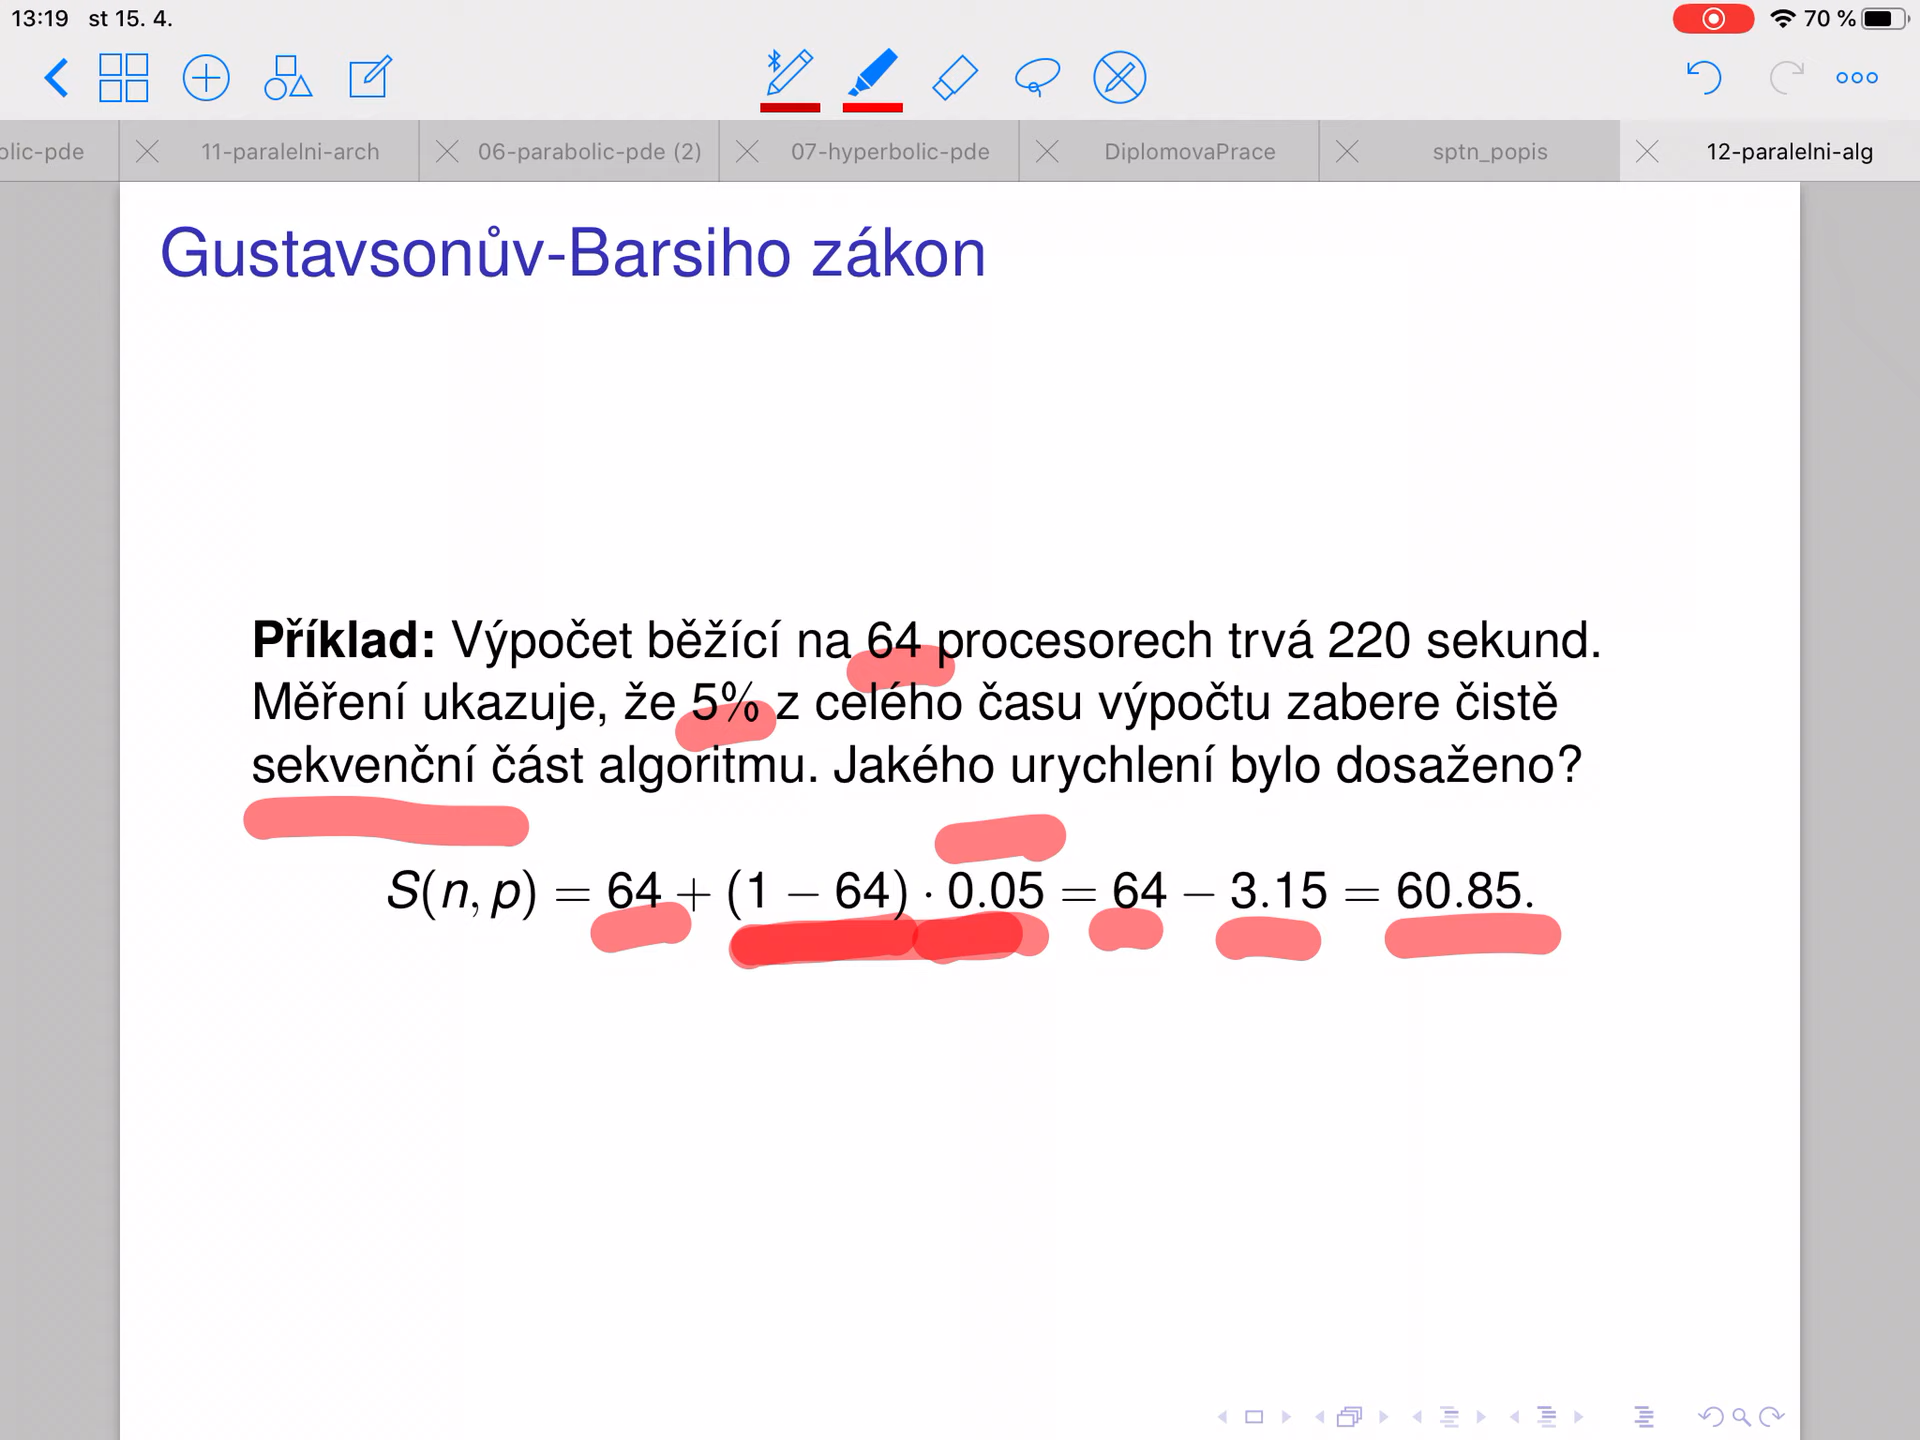 13:19 st 15. 4. 70 %
olic-pde 11-paralelni-arch 06-parabolic-pde (2) 07-hyperbolic-pde DiplomovaPrace sptn_popis 12-paralelni-alg
Gustavsonův-Barsiho zákon
Příklad: Výpočet běžící na 64 procesorech trvá 220 sekund.
Měření ukazuje, že 5% z celého času výpočtu zabere čistě
sekvenční část algoritmu. Jakého urychlení bylo dosaženo?
S(n, p) = 64 + (1 − 64) · 0.05 = 64 − 3.15 = 60.85.